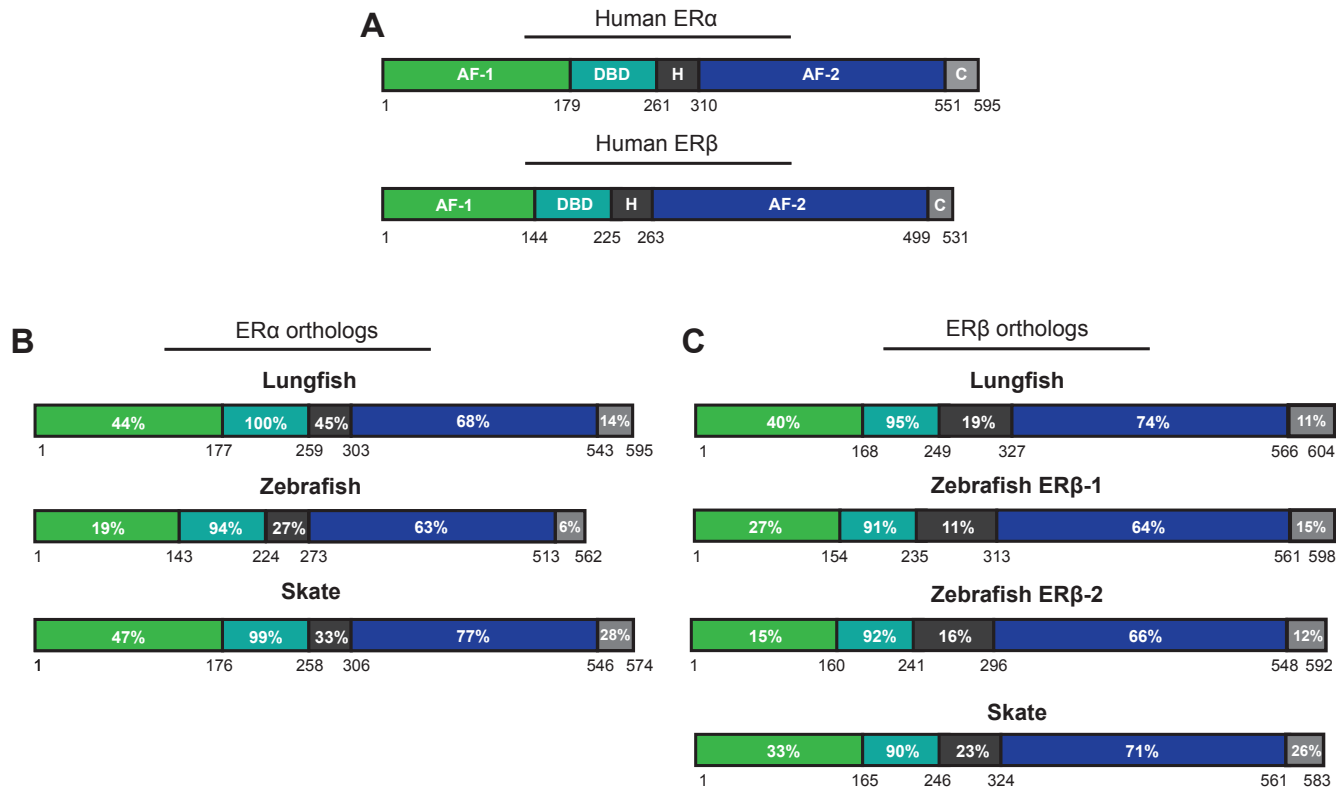 A
Human ERα
AF-1 DBD H AF-2 C
1 179 261 310 551 595
Human ERβ
AF-1 DBD H AF-2 C
1 144 225 263 499 531
B
ERα orthologs
Lungfish
44% 100% 45% 68% 14%
1 177 259 303 543 595
Zebrafish
19% 94% 27% 63% 6%
1 143 224 273 513 562
Skate
47% 99% 33% 77% 28%
1 176 258 306 546 574
C
ERβ orthologs
Lungfish
40% 95% 19% 74% 11%
1 168 249 327 566 604
Zebrafish ERβ-1
27% 91% 11% 64% 15%
1 154 235 313 561 598
Zebrafish ERβ-2
15% 92% 16% 66% 12%
1 160 241 296 548 592
Skate
33% 90% 23% 71% 26%
1 165 246 324 561 583